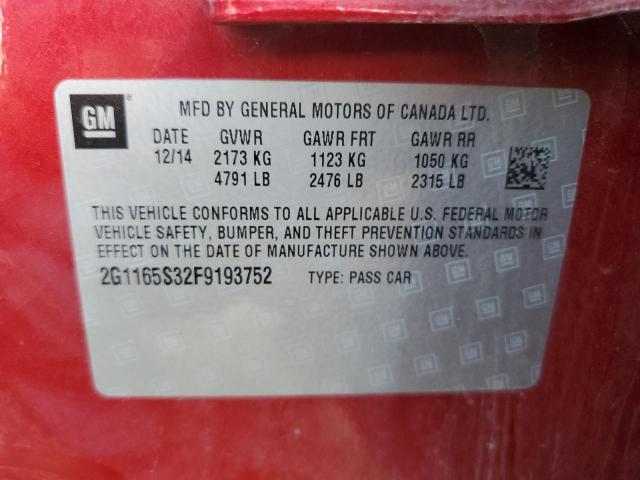 GM
MFD BY GENERAL MOTORS OF CANADA LTD.
DATE GVWR GAWR FRT GAWR RR
12/14 2173 KG 1123 KG 1050 KG
4791 LB 2476 LB 2315 LB
THIS VEHICLE CONFORMS TO ALL APPLICABLE U.S. FEDERAL MOTOR
VEHICLE SAFETY, BUMPER, AND THEFT PREVENTION STANDARDS IN
EFFECT ON THE DATE OF MANUFACTURE SHOWN ABOVE.
2G1165S32F9193752 TYPE: PASS CAR